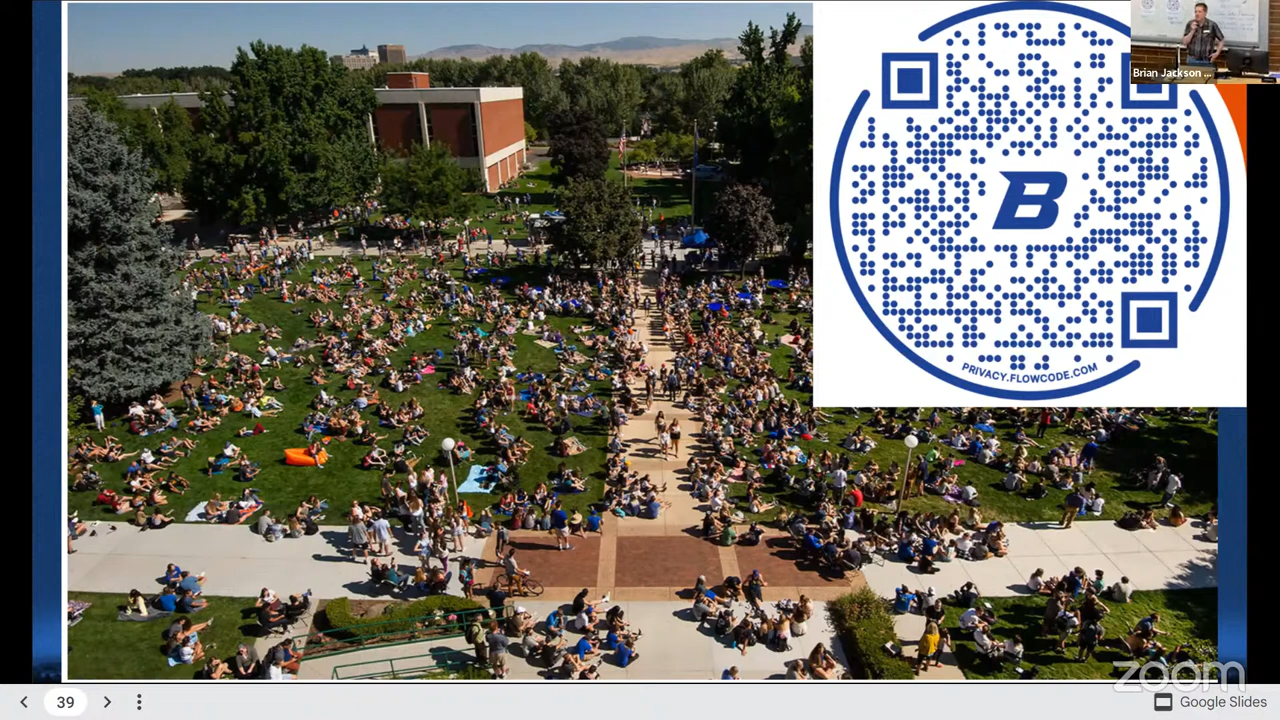 B
PRIVACY.FLOWCODE.COM
Brian Jackson ...
zoom
39
Google Slides